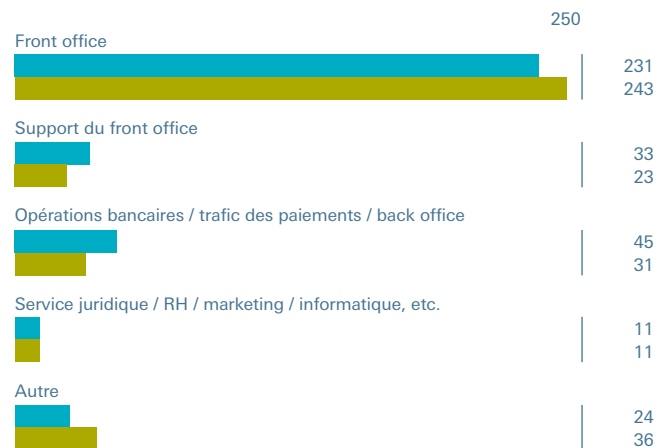 250
Front office
231
243
Support du front office
33
23
Opérations bancaires / trafic des paiements / back office
45
31
Service juridique / RH / marketing / informatique, etc.
11
11
Autre
24
36